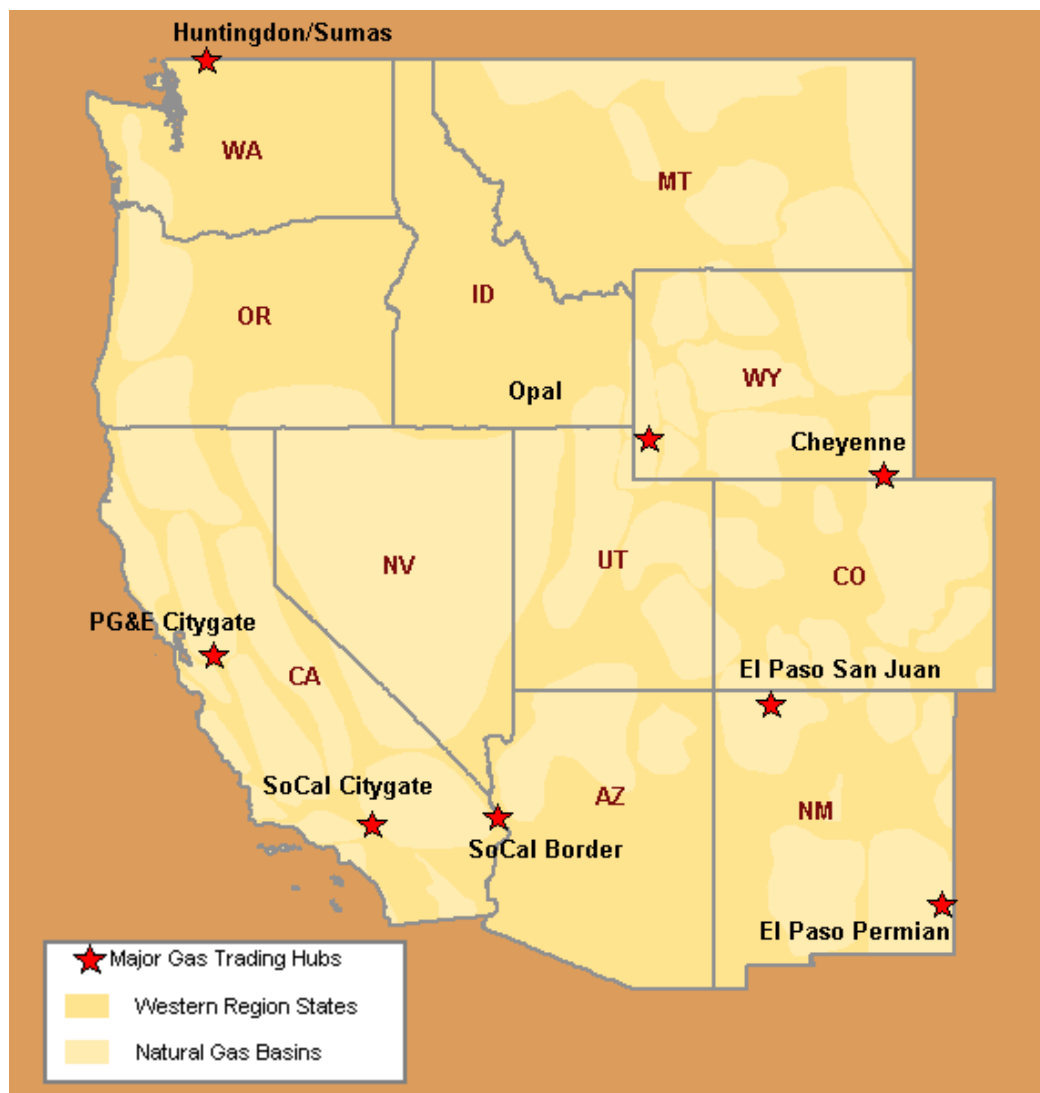 Huntingdon/Sumas
WA
MT
ID
OR
WY
Opal
Cheyenne
NV
UT
CO
PG&E Citygate
CA
El Paso San Juan
SoCal Citygate
AZ
NM
SoCal Border
El Paso Permian
Major Gas Trading Hubs
Western Region States
Natural Gas Basins